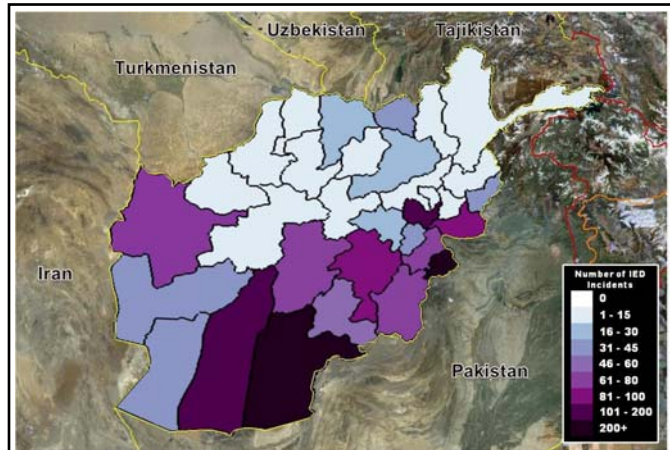 Uzbekistan
Tajikistan
Turkmenistan
Iran
Pakistan
Number of IED
Incidents
0
1 - 15
16 - 30
31 - 45
46 - 60
61 - 80
81 - 100
101 - 200
200+